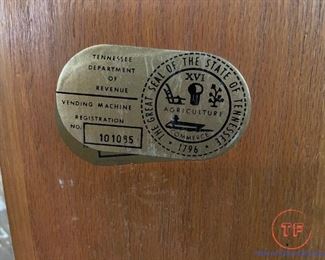 TENNESSEE
DEPARTMENT
OF
REVENUE
VENDING MACHINE
REGISTRATION
NO. 101085
THE GREAT SEAL OF THE STATE OF TENNESSEE
XVI
AGRICULTURE
COMMERCE
1796
TF